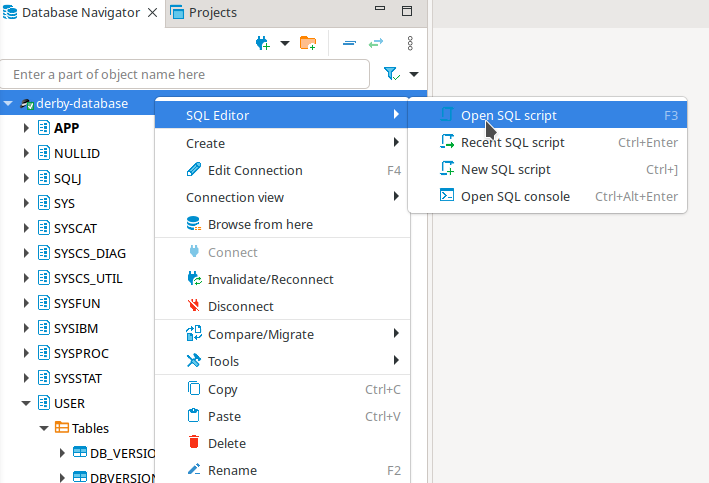 Database Navigator
Projects
Enter a part of object name here
derby-database
APP
NULLID
SQLJ
SYS
SYSCAT
SYSCS_DIAG
SYSCS_UTIL
SYSFUN
SYSIBM
SYSPROC
SYSSTAT
USER
Tables
DB_VERSIO
DBVERSION
SQL Editor
Create
Edit Connection F4
Connection view
Browse from here
Connect
Invalidate/Reconnect
Disconnect
Compare/Migrate
Tools
Copy Ctrl+C
Paste Ctrl+V
Delete
Rename F2
Open SQL script F3
Recent SQL script Ctrl+Enter
New SQL script Ctrl+]
Open SQL console Ctrl+Alt+Enter